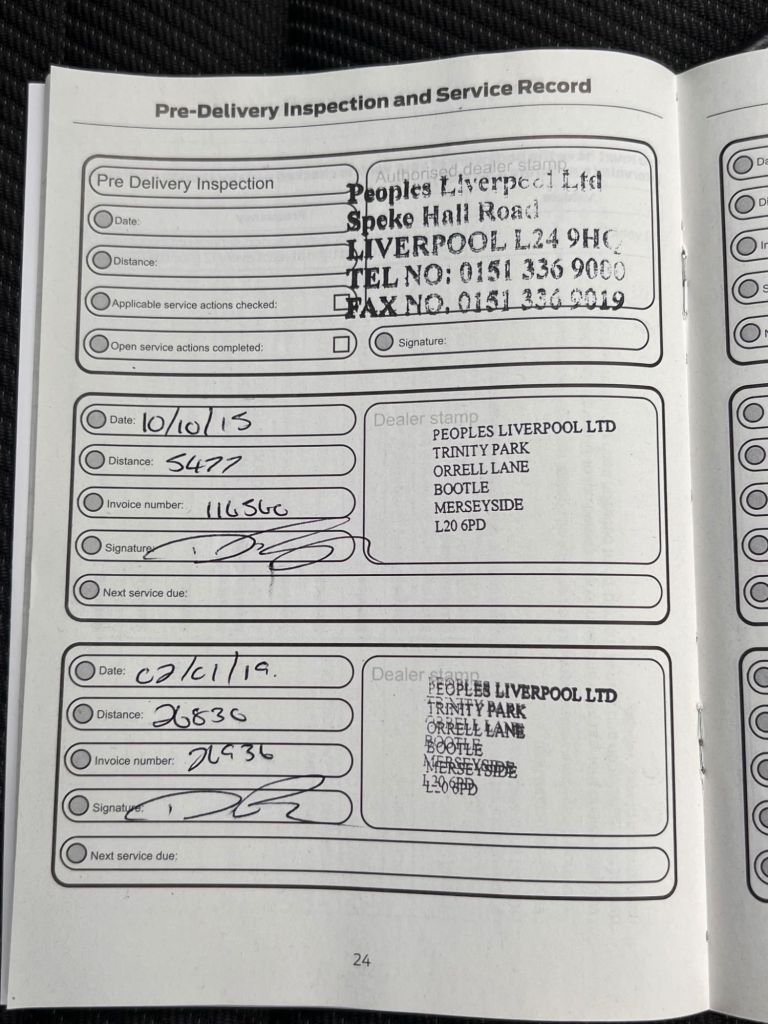 Pre-Delivery Inspection and Service Record
Pre Delivery Inspection
Date:
Distance:
Applicable service actions checked:
Open service actions completed:
Authorised dealer stamp
Peoples Liverpool Ltd
Speke Hall Road
LIVERPOOL L24 9HQ
TEL NO: 0151 336 9000
FAX NO. 0151 336 9019
Signature:
Date: 10/10/15
Distance: 5477
Invoice number: 116560
Signature:
Dealer stamp
PEOPLES LIVERPOOL LTD
TRINITY PARK
ORRELL LANE
BOOTLE
MERSEYSIDE
L20 6PD
Next service due:
Date: 02/01/19.
Distance: 26836
Invoice number: 26936
Signature:
Dealer stamp
PEOPLES LIVERPOOL LTD
TRINITY PARK
ORRELL LANE
BOOTLE
MERSEYSIDE
L20 6PD
Next service due:
24